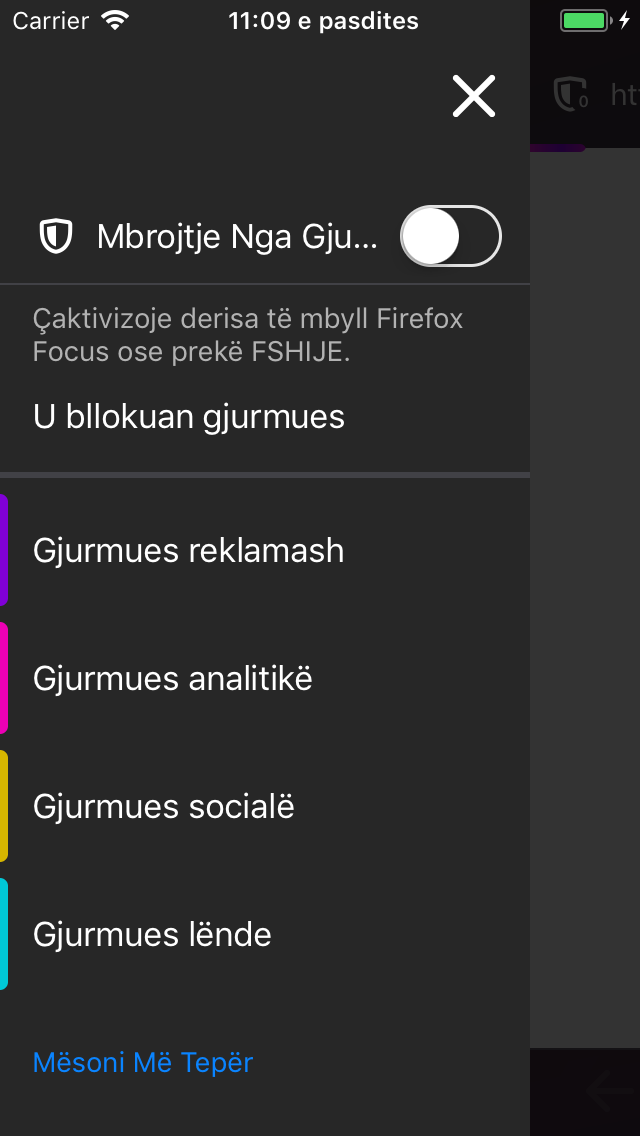 Carrier 11:09 e pasdites
0 ht
Mbrojtje Nga Gju...
Çaktivizoje derisa të mbyll Firefox
Focus ose prekë FSHIJE.
U bllokuan gjurmues
Gjurmues reklamash
Gjurmues analitikë
Gjurmues socialë
Gjurmues lënde
Mësoni Më Tepër